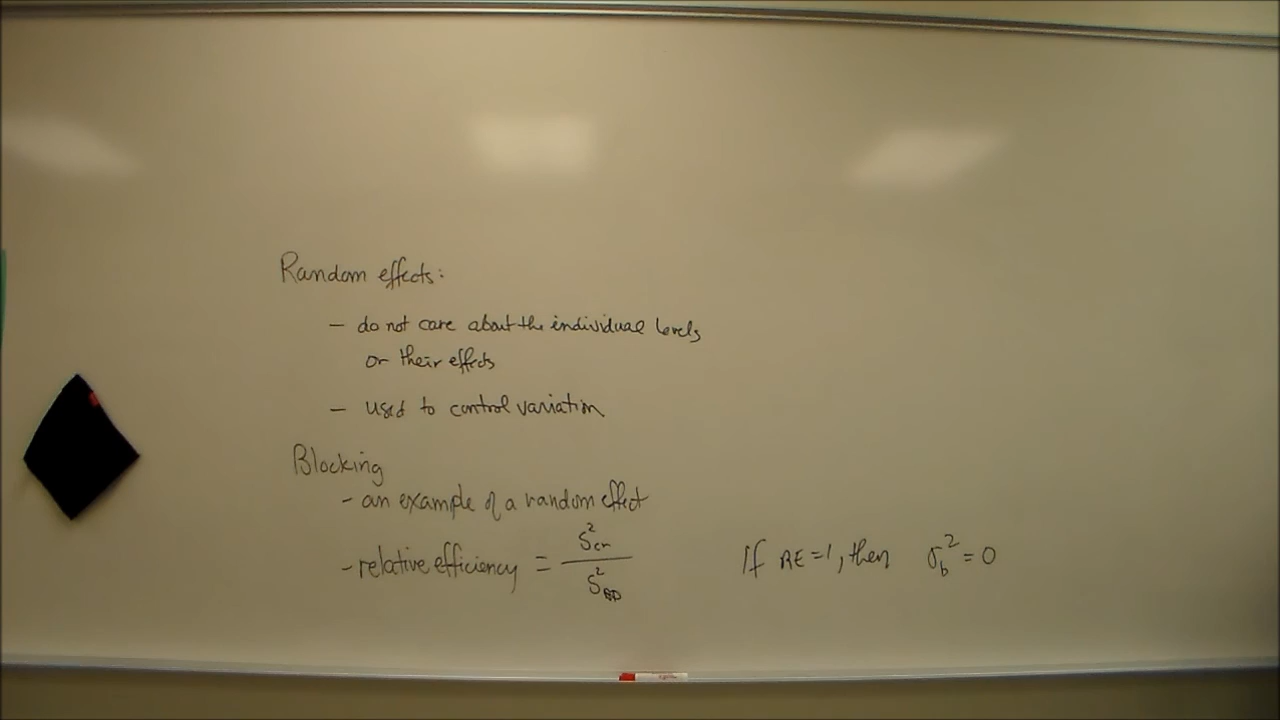 Random effects:
- do not care about the individual levels
or their effects
- used to control variation
Blocking
- an example of a random effect
- relative efficiency = S²cr / S²BD
If RE=1, then σ²b = 0